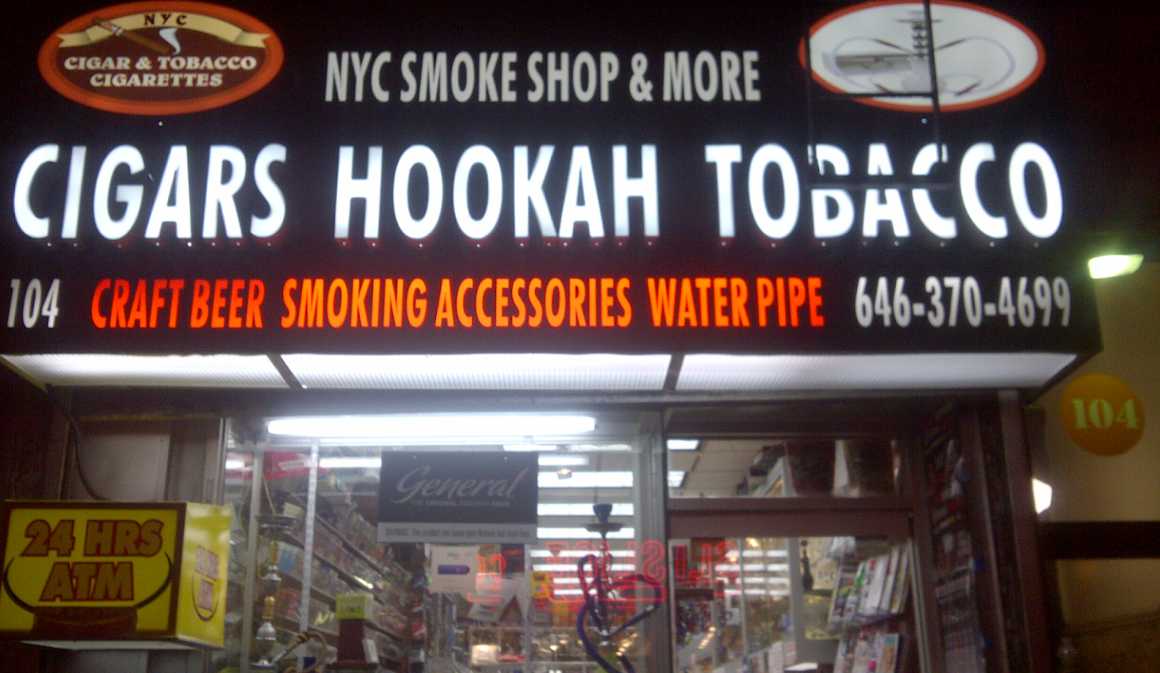 NYC
CIGAR & TOBACCO
CIGARETTES
NYC SMOKE SHOP & MORE
CIGARS HOOKAH TOBACCO
104 CRAFT BEER SMOKING ACCESSORIES WATER PIPE 646-370-4699
104
General
24 HRS
ATM